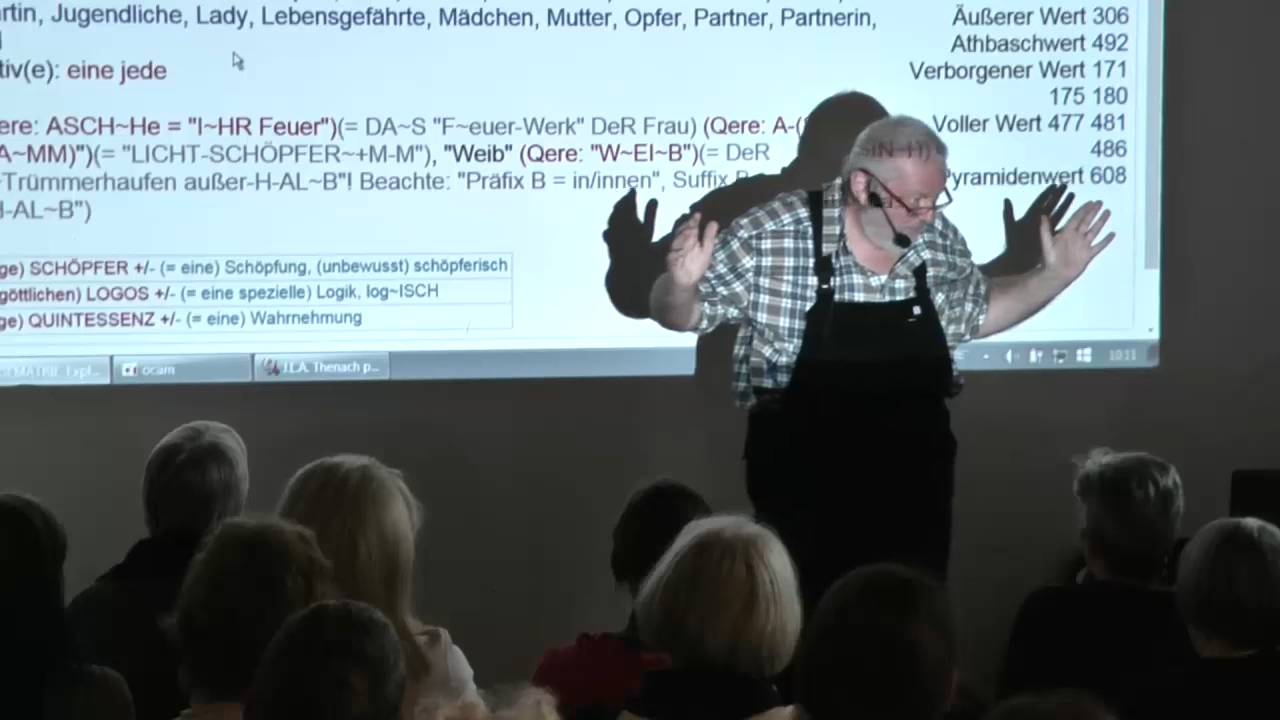 rtin, Jugendliche, Lady, Lebensgefährte, Mädchen, Mutter, Opfer, Partner, Partnerin,
tiv(e): eine jede
ere: ASCH~He = "I~HR Feuer")(= DA~S "F~euer-Werk" DeR Frau) (Qere: A-(
A~MM)")(= "LICHT-SCHÖPFER~+M-M"), "Weib" (Qere: "W~EI~B")(= DeR
Trümmerhaufen außer-H-AL~B"! Beachte: "Präfix B = in/innen", Suffix
I-AL~B")
Äußerer Wert 306
Athbaschwert 492
Verborgener Wert 171
175 180
Voller Wert 477 481
486
yramidenwert 608
ge) SCHÖPFER +/- (= eine) Schöpfung, (unbewusst) schöpferisch
göttlichen) LOGOS +/- (= eine spezielle) Logik, log~ISCH
ge) QUINTESSENZ +/- (= eine) Wahrnehmung
ocam
J.L.A. Thenach p...
10:11